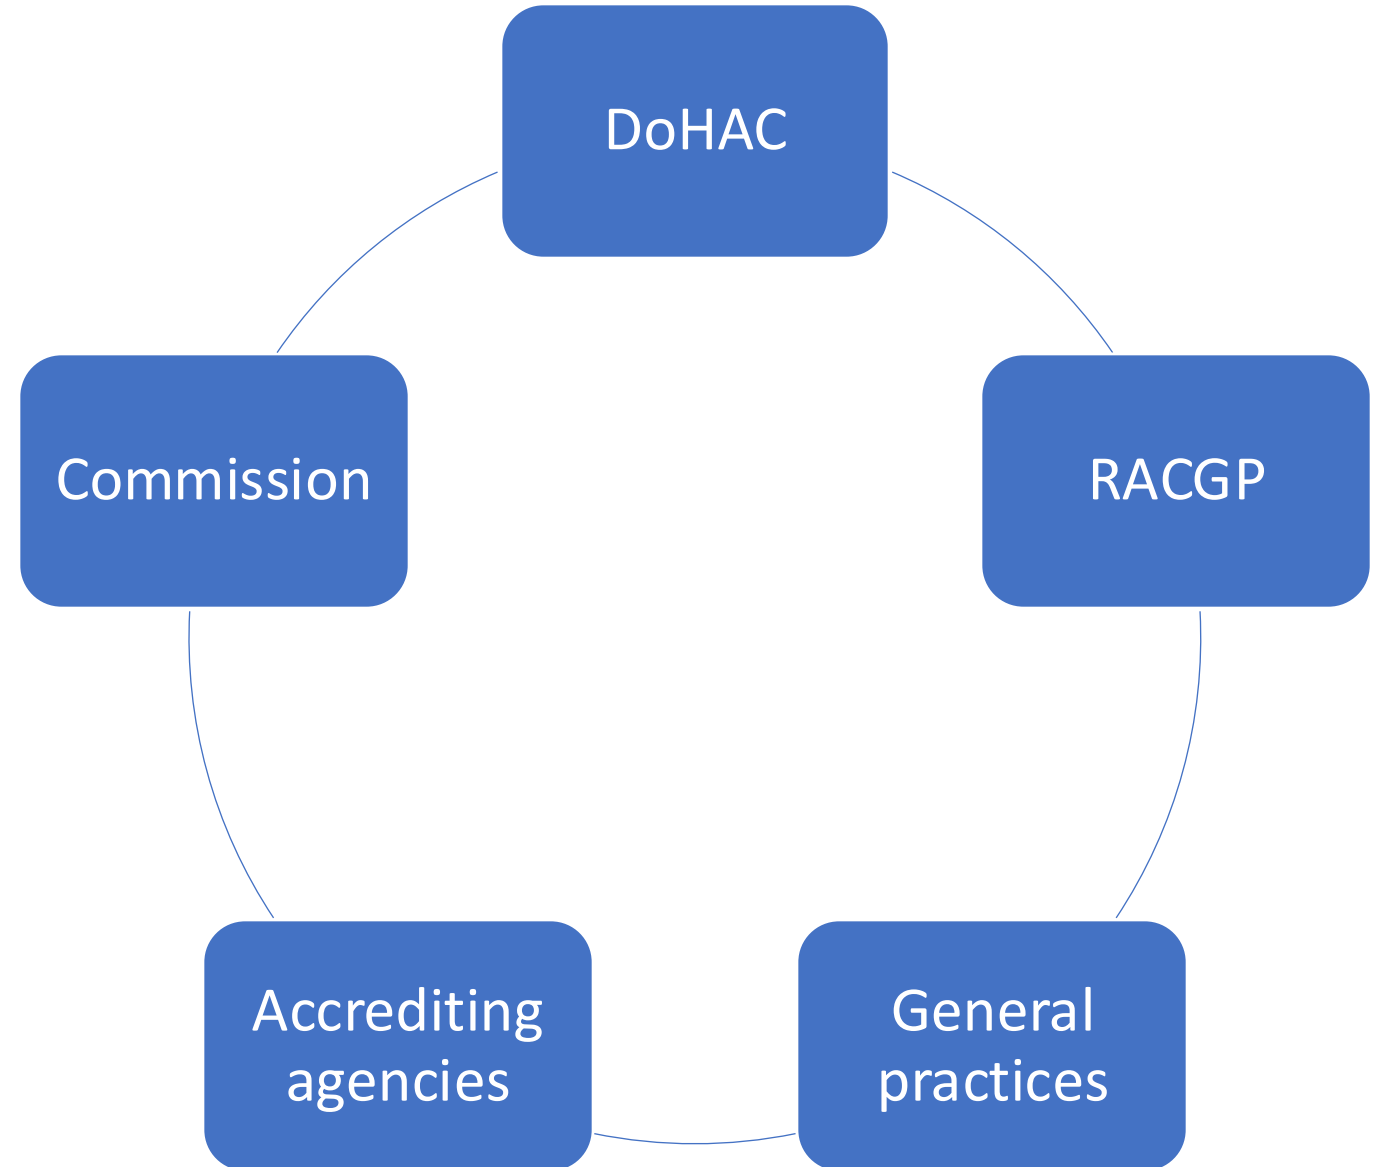 DoHAC
Commission
RACGP
Accrediting
agencies
General
practices